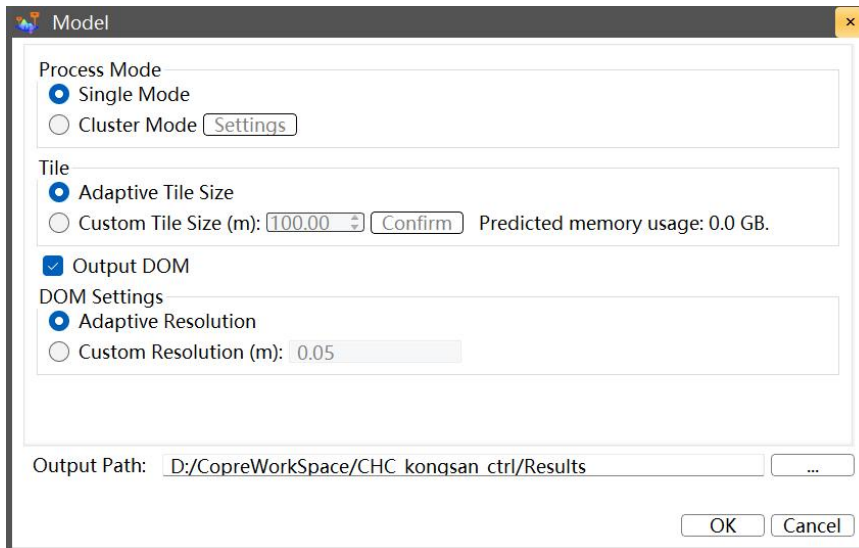 Model
Process Mode
Single Mode
Cluster Mode Settings
Tile
Adaptive Tile Size
Custom Tile Size (m): 100.00 Confirm Predicted memory usage: 0.0 GB.
Output DOM
DOM Settings
Adaptive Resolution
Custom Resolution (m): 0.05
Output Path: D:/CopreWorkSpace/CHC_kongsan_ctrl/Results ...
OK Cancel